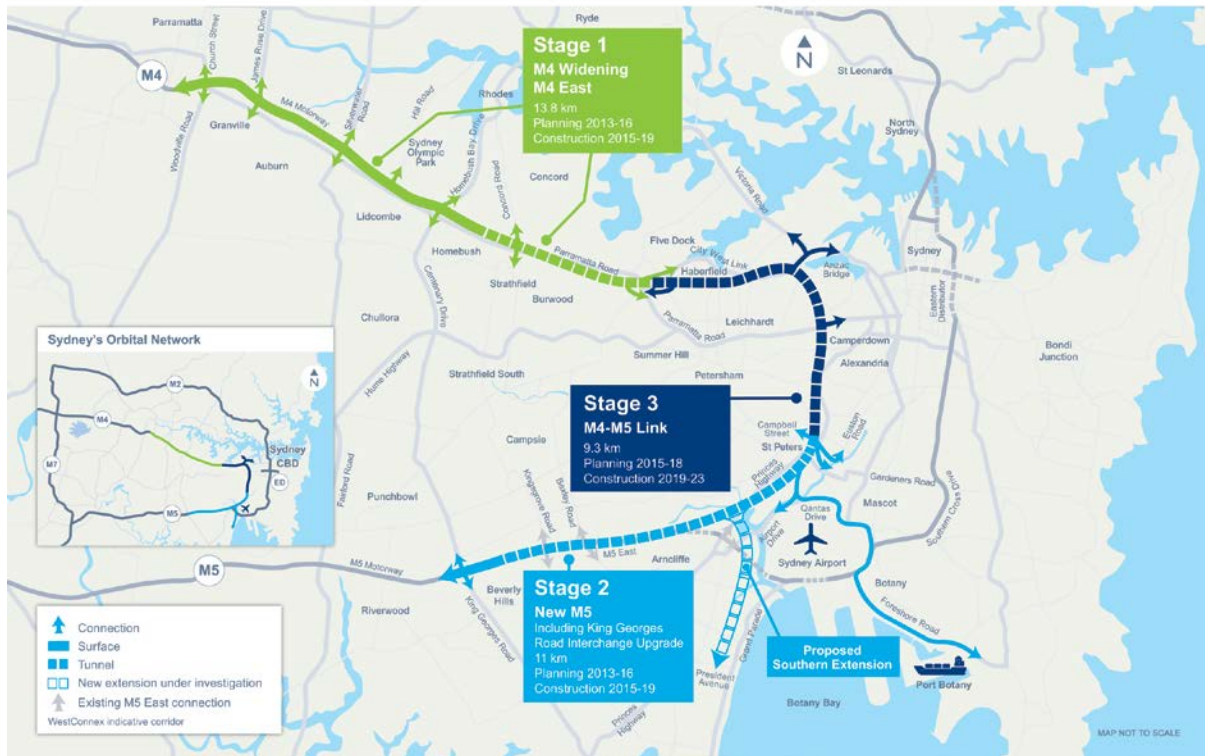 Parramatta
Church Street
James Ruse Drive
Ryde
M4
Stage 1
M4 Widening
M4 East
13.8 km
Planning 2013-16
Construction 2015-19
N
St Leonards
North
Sydney
Woodville Road
Granville
M4 Motorway
Silverwater
Road
Hill Road
Rhodes
Sydney
Olympic
Park
Homebush Bay Drive
Auburn
Lidcombe
Concord Road
Concord
Victoria Road
Homebush
Strathfield
Burwood
Parramatta Road
Five Dock
City West Link
Haberfield
Anzac
Bridge
Sydney
Eastern
Distributor
Centenary Drive
Chullora
Parramatta Road
Leichhardt
Camperdown
Alexandria
Bondi
Junction
Summer Hill
Petersham
Hume Highway
Strathfield South
Sydney's Orbital Network
N
M2
M4
M7
Sydney
CBD
ED
M5
Stage 3
M4-M5 Link
9.3 km
Planning 2015-18
Construction 2019-23
Campbell
Street
St Peters
Euston
Road
Princes
Highway
Gardeners Road
Mascot
Southern Cross Drive
Campsie
Kingsgrove Road
Bexley Road
Fairford Road
Punchbowl
Qantas
Drive
Airport
Drive
Sydney Airport
M5 East
Arncliffe
M5
M5 Motorway
Riverwood
Beverly
Hills
King Georges
Road
Stage 2
New M5
Including King Georges
Road Interchange Upgrade
11 km
Planning 2013-16
Construction 2015-19
Botany
Foreshore Road
Grand Parade
President
Avenue
Princes
Highway
Proposed
Southern Extension
Port Botany
Botany Bay
Connection
Surface
Tunnel
New extension under investigation
Existing M5 East connection
WestConnex indicative corridor
MAP NOT TO SCALE